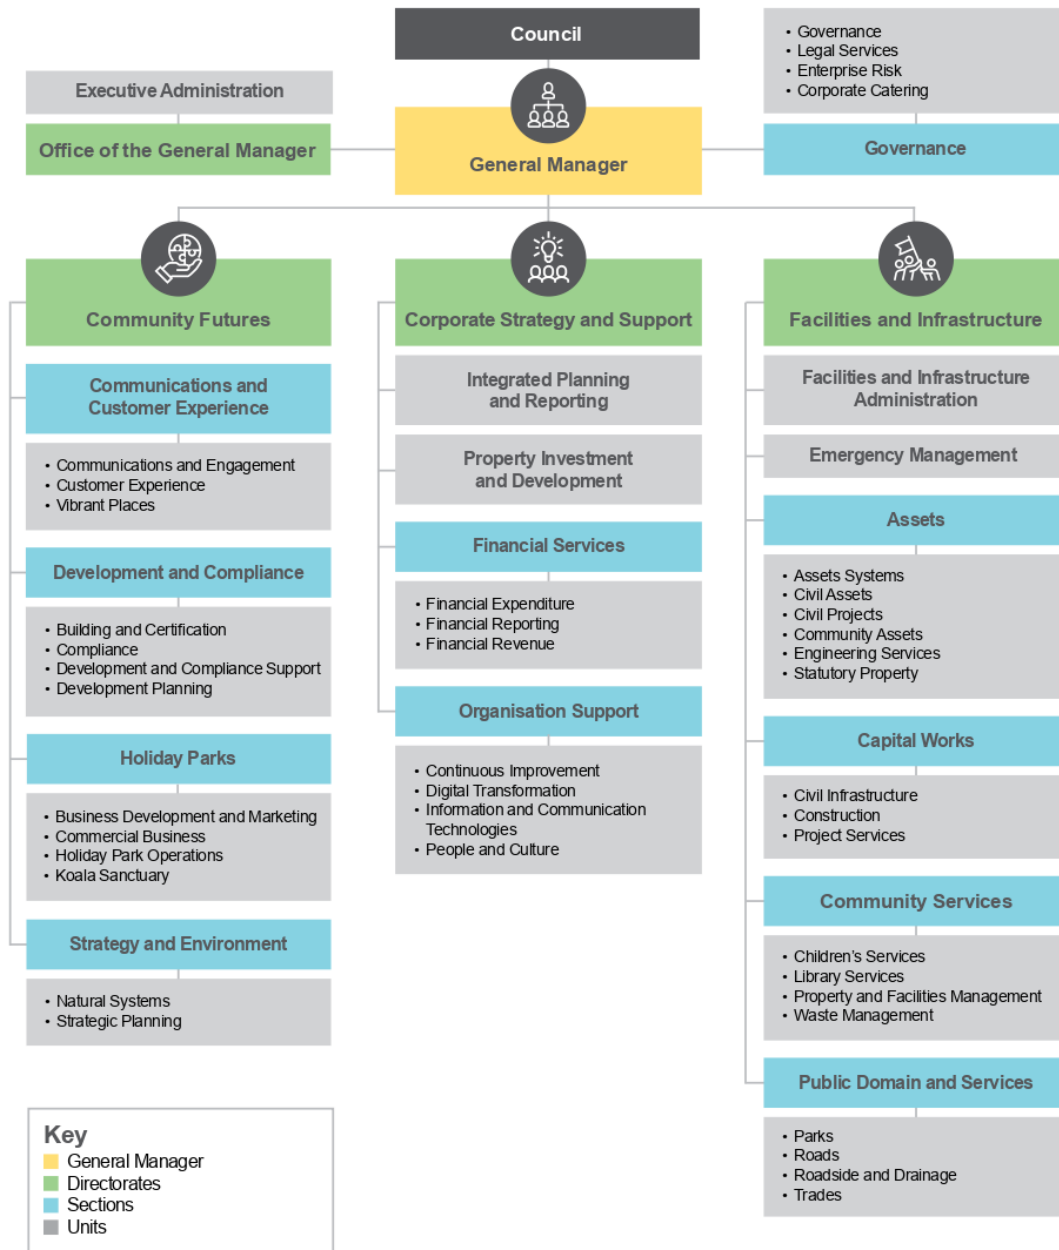 Council
Executive Administration
Office of the General Manager
General Manager
• Governance
• Legal Services
• Enterprise Risk
• Corporate Catering
Governance
Community Futures
Communications and
Customer Experience
• Communications and Engagement
• Customer Experience
• Vibrant Places
Development and Compliance
• Building and Certification
• Compliance
• Development and Compliance Support
• Development Planning
Holiday Parks
• Business Development and Marketing
• Commercial Business
• Holiday Park Operations
• Koala Sanctuary
Strategy and Environment
• Natural Systems
• Strategic Planning
Corporate Strategy and Support
Integrated Planning
and Reporting
Property Investment
and Development
Financial Services
• Financial Expenditure
• Financial Reporting
• Financial Revenue
Organisation Support
• Continuous Improvement
• Digital Transformation
• Information and Communication
Technologies
• People and Culture
Facilities and Infrastructure
Facilities and Infrastructure
Administration
Emergency Management
Assets
• Assets Systems
• Civil Assets
• Civil Projects
• Community Assets
• Engineering Services
• Statutory Property
Capital Works
• Civil Infrastructure
• Construction
• Project Services
Community Services
• Children's Services
• Library Services
• Property and Facilities Management
• Waste Management
Public Domain and Services
• Parks
• Roads
• Roadside and Drainage
• Trades
Key
General Manager
Directorates
Sections
Units